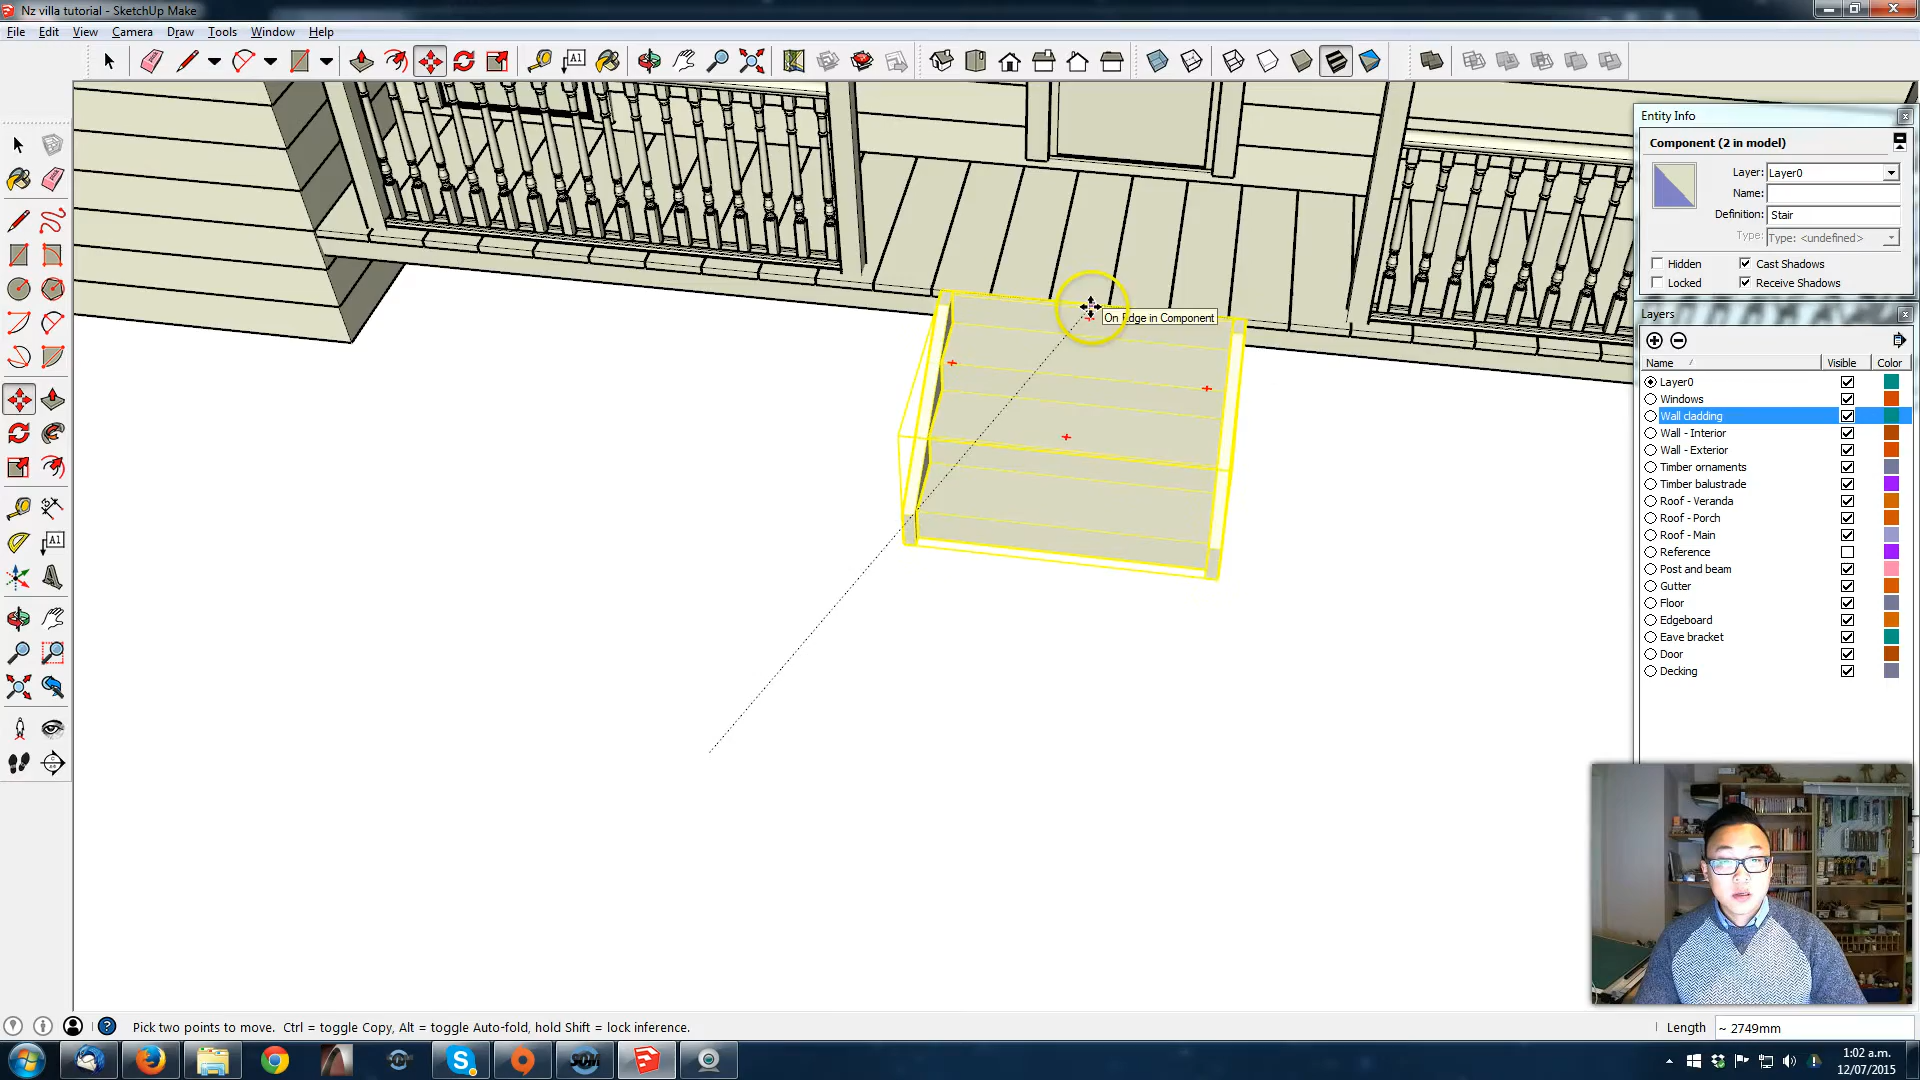 Nz villa tutorial - SketchUp Make
File Edit View Camera Draw Tools Window Help
A1
Entity Info
Component (2 in model)
Layer: Layer0
Name:
Definition: Stair
Type: Type: <undefined>
Hidden Cast Shadows
Locked Receive Shadows
On Edge in Component
Layers
Name Visible Color
Layer0
Windows
Wall cladding
Wall - Interior
Wall - Exterior
Timber ornaments
Timber balustrade
Roof - Veranda
Roof - Porch
Roof - Main
Reference
Post and beam
Gutter
Floor
Edgeboard
Eave bracket
Door
Decking
A1
Pick two points to move. Ctrl = toggle Copy, Alt = toggle Auto-fold, hold Shift = lock inference.
Length ~ 2749mm
1:02 a.m.
12/07/2015